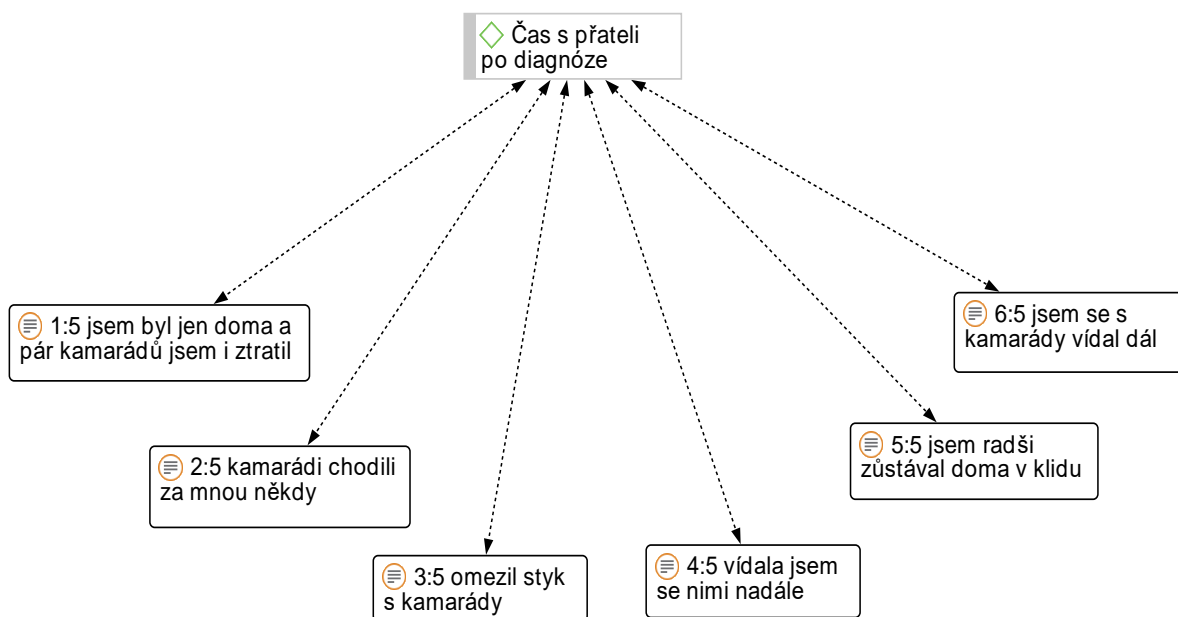 Čas s přateli
po diagnóze
1:5 jsem byl jen doma a
pár kamarádů jsem i ztratil
2:5 kamarádi chodili
za mnou někdy
3:5 omezil styk
s kamarády
4:5 vídala jsem
se nimi nadále
5:5 jsem radši
zůstával doma v klidu
6:5 jsem se s
kamarády vídal dál